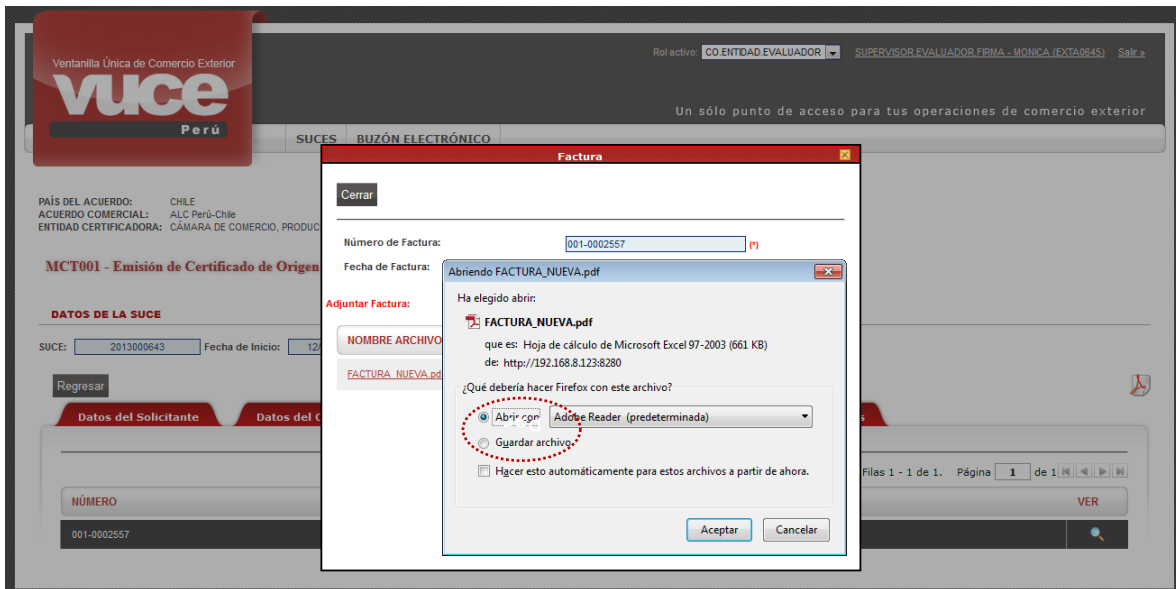 Rol activo: CO.ENTIDAD.EVALUADOR SUPERVISOR,EVALUADOR,FIRMA - MONICA (EXTA0645) Salir »
Ventanilla Única de Comercio Exterior
vuce
Perú
Un sólo punto de acceso para tus operaciones de comercio exterior
SUCES BUZÓN ELECTRÓNICO
Factura
Cerrar
PAÍS DEL ACUERDO: CHILE
ACUERDO COMERCIAL: ALC Perú-Chile
ENTIDAD CERTIFICADORA: CÁMARA DE COMERCIO, PRODUC
Número de Factura: 001-0002557 (*)
MCT001 - Emisión de Certificado de Origen
Fecha de Factura:
Abriendo FACTURA_NUEVA.pdf
Ha elegido abrir:
Adjuntar Factura:
DATOS DE LA SUCE
FACTURA_NUEVA.pdf
NOMBRE ARCHIVO
que es: Hoja de cálculo de Microsoft Excel 97-2003 (661 KB)
SUCE: 2013000643 Fecha de Inicio: 12/
de: http://192.168.8.123:8280
FACTURA_NUEVA.pd
Regresar
¿Qué debería hacer Firefox con este archivo?
Datos del Solicitante Datos del C
Abrir con Adobe Reader (predeterminada)
s
Guardar archivo
Hacer esto automáticamente para estos archivos a partir de ahora.
Filas 1 - 1 de 1. Página 1 de 1
NÚMERO VER
Aceptar Cancelar
001-0002557